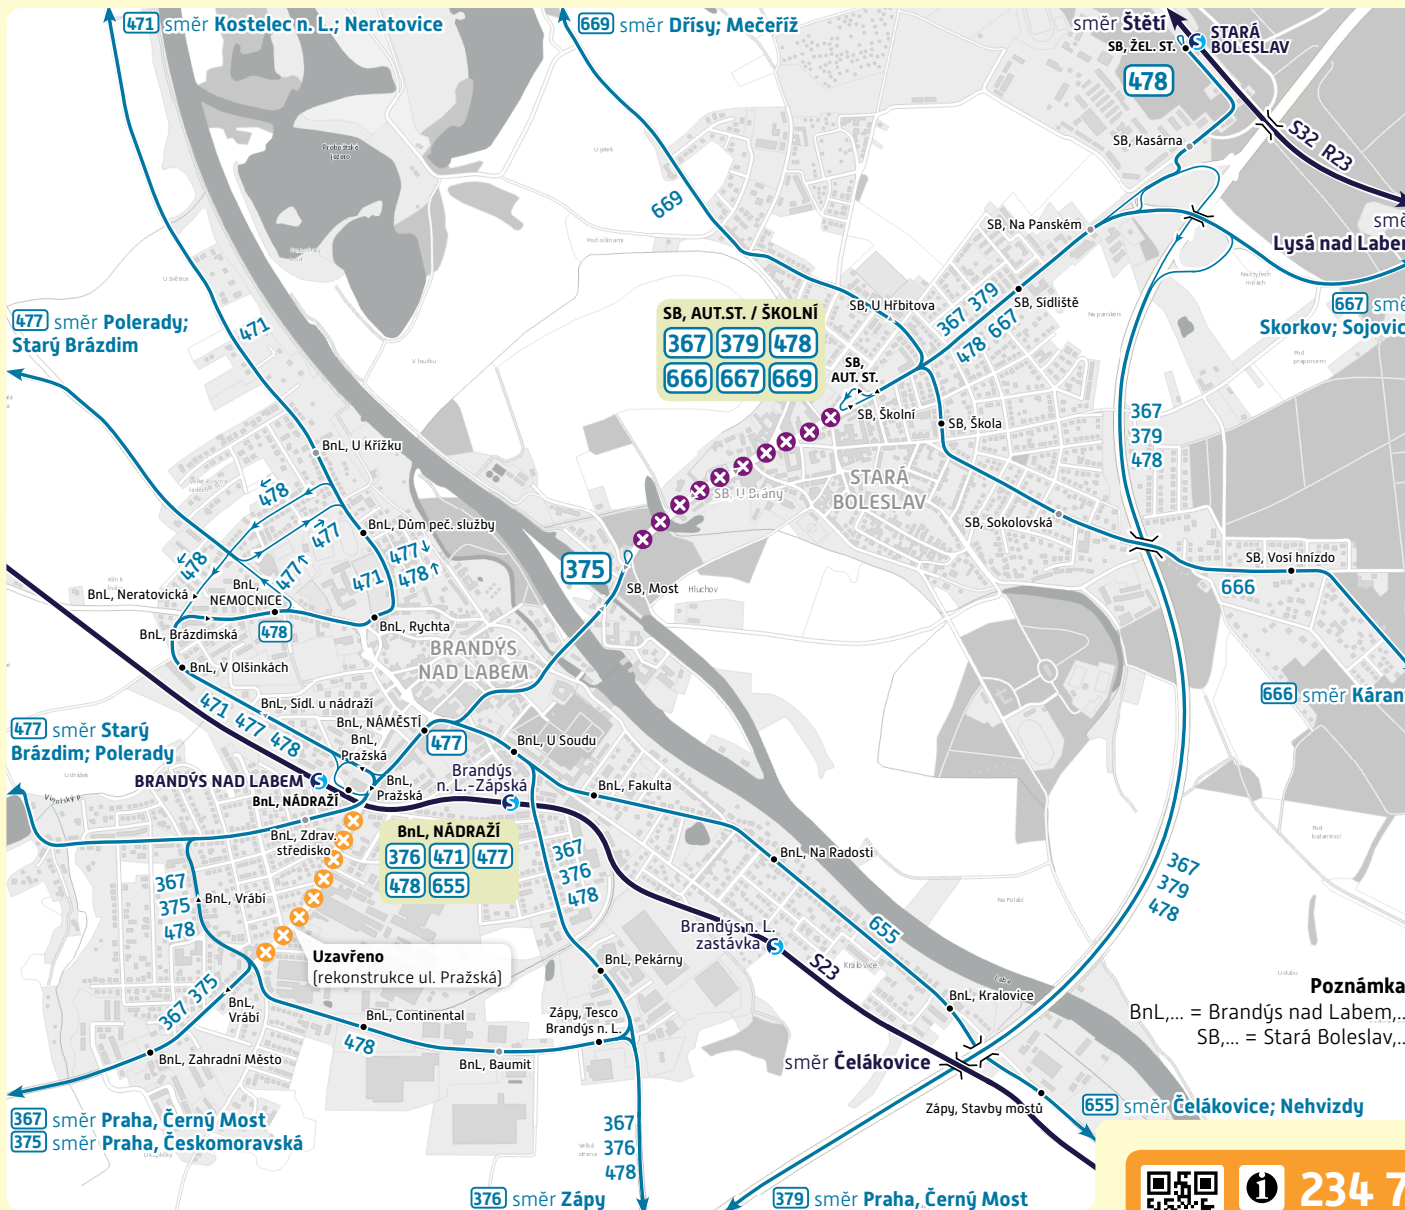 471 směr Kostelec n. L.; Neratovice
669 směr Dřísy; Mečeříž
směr Štětí
SB, ŽEL. ST.
STARÁ
BOLESLAV
478
S32 R23
SB, Kasárna
Proboštské
jezero
669
SB, Na Panském
směr
Lysá nad Labem
667 smě
Skorkov; Sojovic
477 směr Polerady;
Starý Brázdim
471
SB, AUT.ST. / ŠKOLNÍ
367 379 478
666 667 669
SB, U Hřbitova
367 379
478 667
SB, Sídliště
SB,
AUT. ST.
SB, Školní
SB, Škola
367
379
478
BnL, U Křížku
SB, U Brány
STARÁ
BOLESLAV
478
477
BnL, Dům peč. služby
SB, Sokolovská
SB, Vosí hnízdo
666
478
477
471
477
478
375
SB, Most
Hluchov
BnL, Neratovická
BnL,
NEMOCNICE
478
BnL, Brázdimská
BnL, Rychta
BRANDÝS
NAD LABEM
BnL, V Olšinkách
666 směr Káran
471 477 478
BnL, Sídl. u nádraží
BnL, NÁMĚSTÍ
477
477 směr Starý
Brázdim; Polerady
BnL,
Pražská
BnL, U Soudu
BRANDÝS NAD LABEM
BnL,
Pražská
Brandýs
n. L.-Zápská
BnL, Fakulta
BnL, NÁDRAŽÍ
BnL, Zdrav.
středisko
BnL, NÁDRAŽÍ
376 471 477
478 655
367
376
478
BnL, Na Radosti
367
375
478
BnL, Vrábí
367
379
478
Uzavřeno
(rekonstrukce ul. Pražská)
Brandýs n. L.
zastávka
655
S23
Královice
BnL, Pekárny
367 375
BnL,
Vrábí
BnL, Continental
478
Zápy, Tesco
Brandýs n. L.
BnL, Kralovice
Poznámka
BnL,... = Brandýs nad Labem,..
SB,... = Stará Boleslav,..
BnL, Zahradní Město
BnL, Baumit
směr Čelákovice
Zápy, Stavby mostů
367 směr Praha, Černý Most
375 směr Praha, Českomoravská
367
376
478
655 směr Čelákovice; Nehvizdy
376 směr Zápy
379 směr Praha, Černý Most
234 7